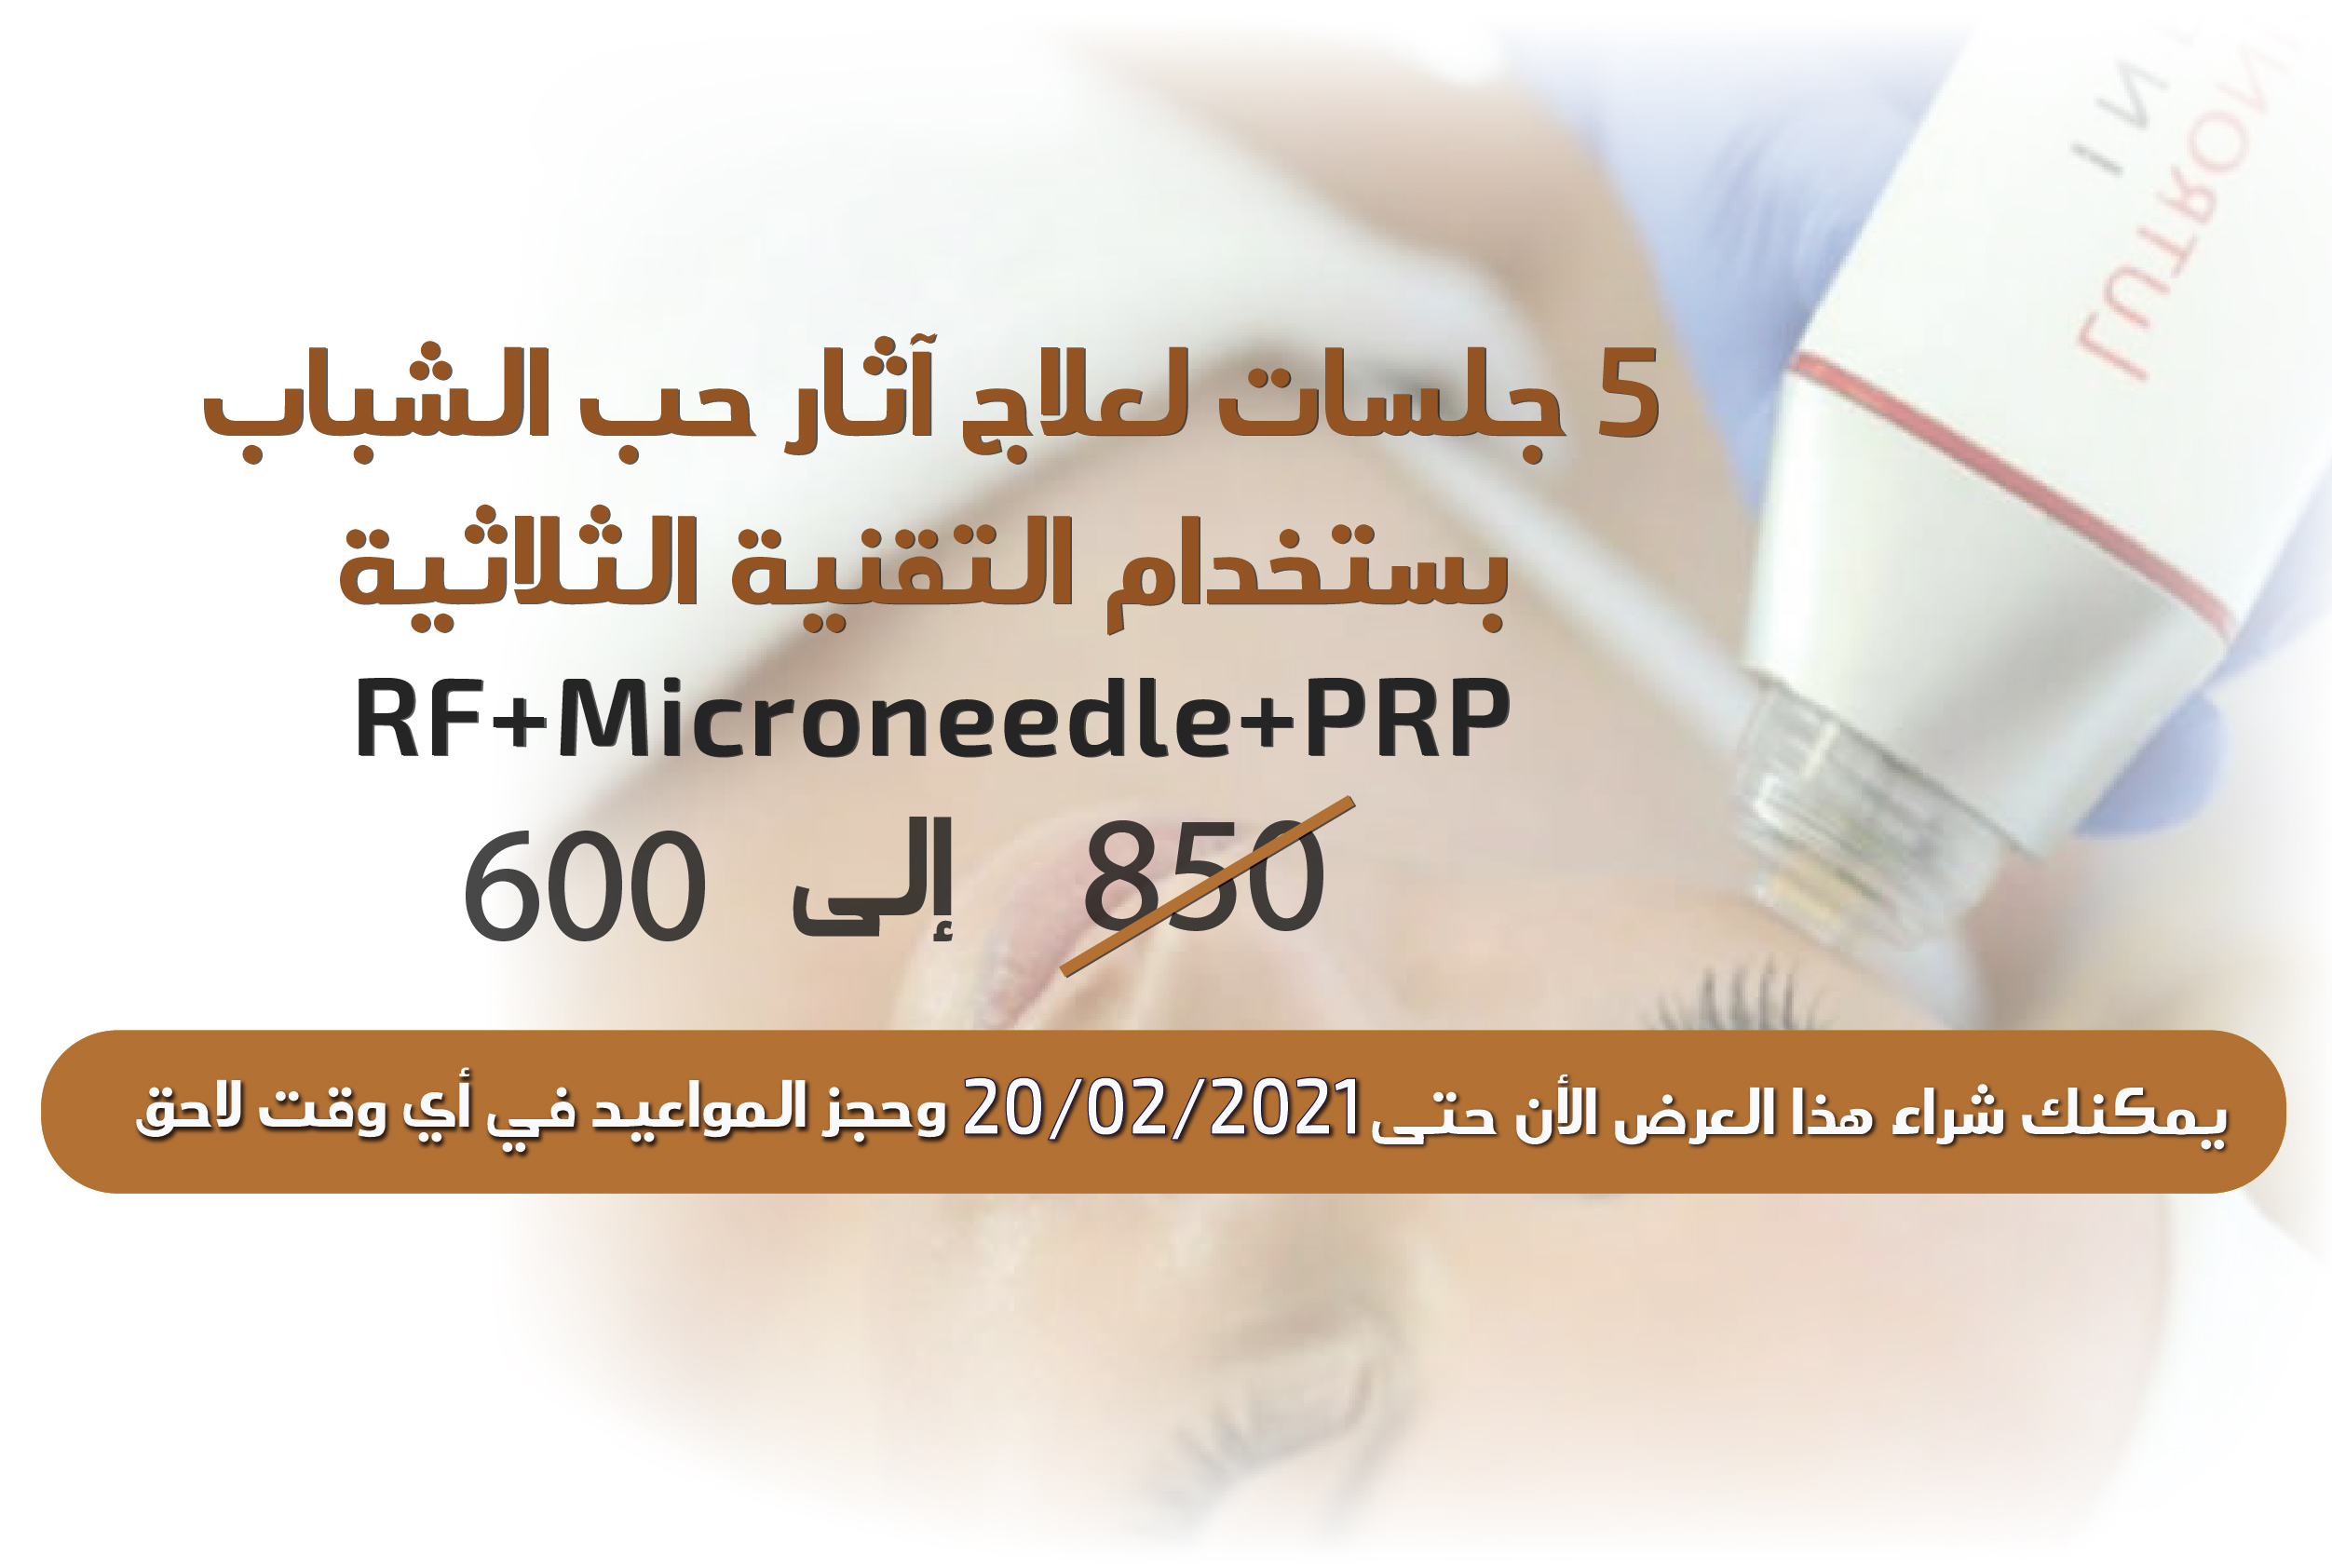 5 جلسات لعلاج آثار حب الشباب
بستخدام التقنية الثلاثية
RF+Microneedle+PRP
850 إلى 600
يمكنك شراء هذا العرض الأن حتى 20/02/2021 وحجز المواعيد في أي وقت لاحق